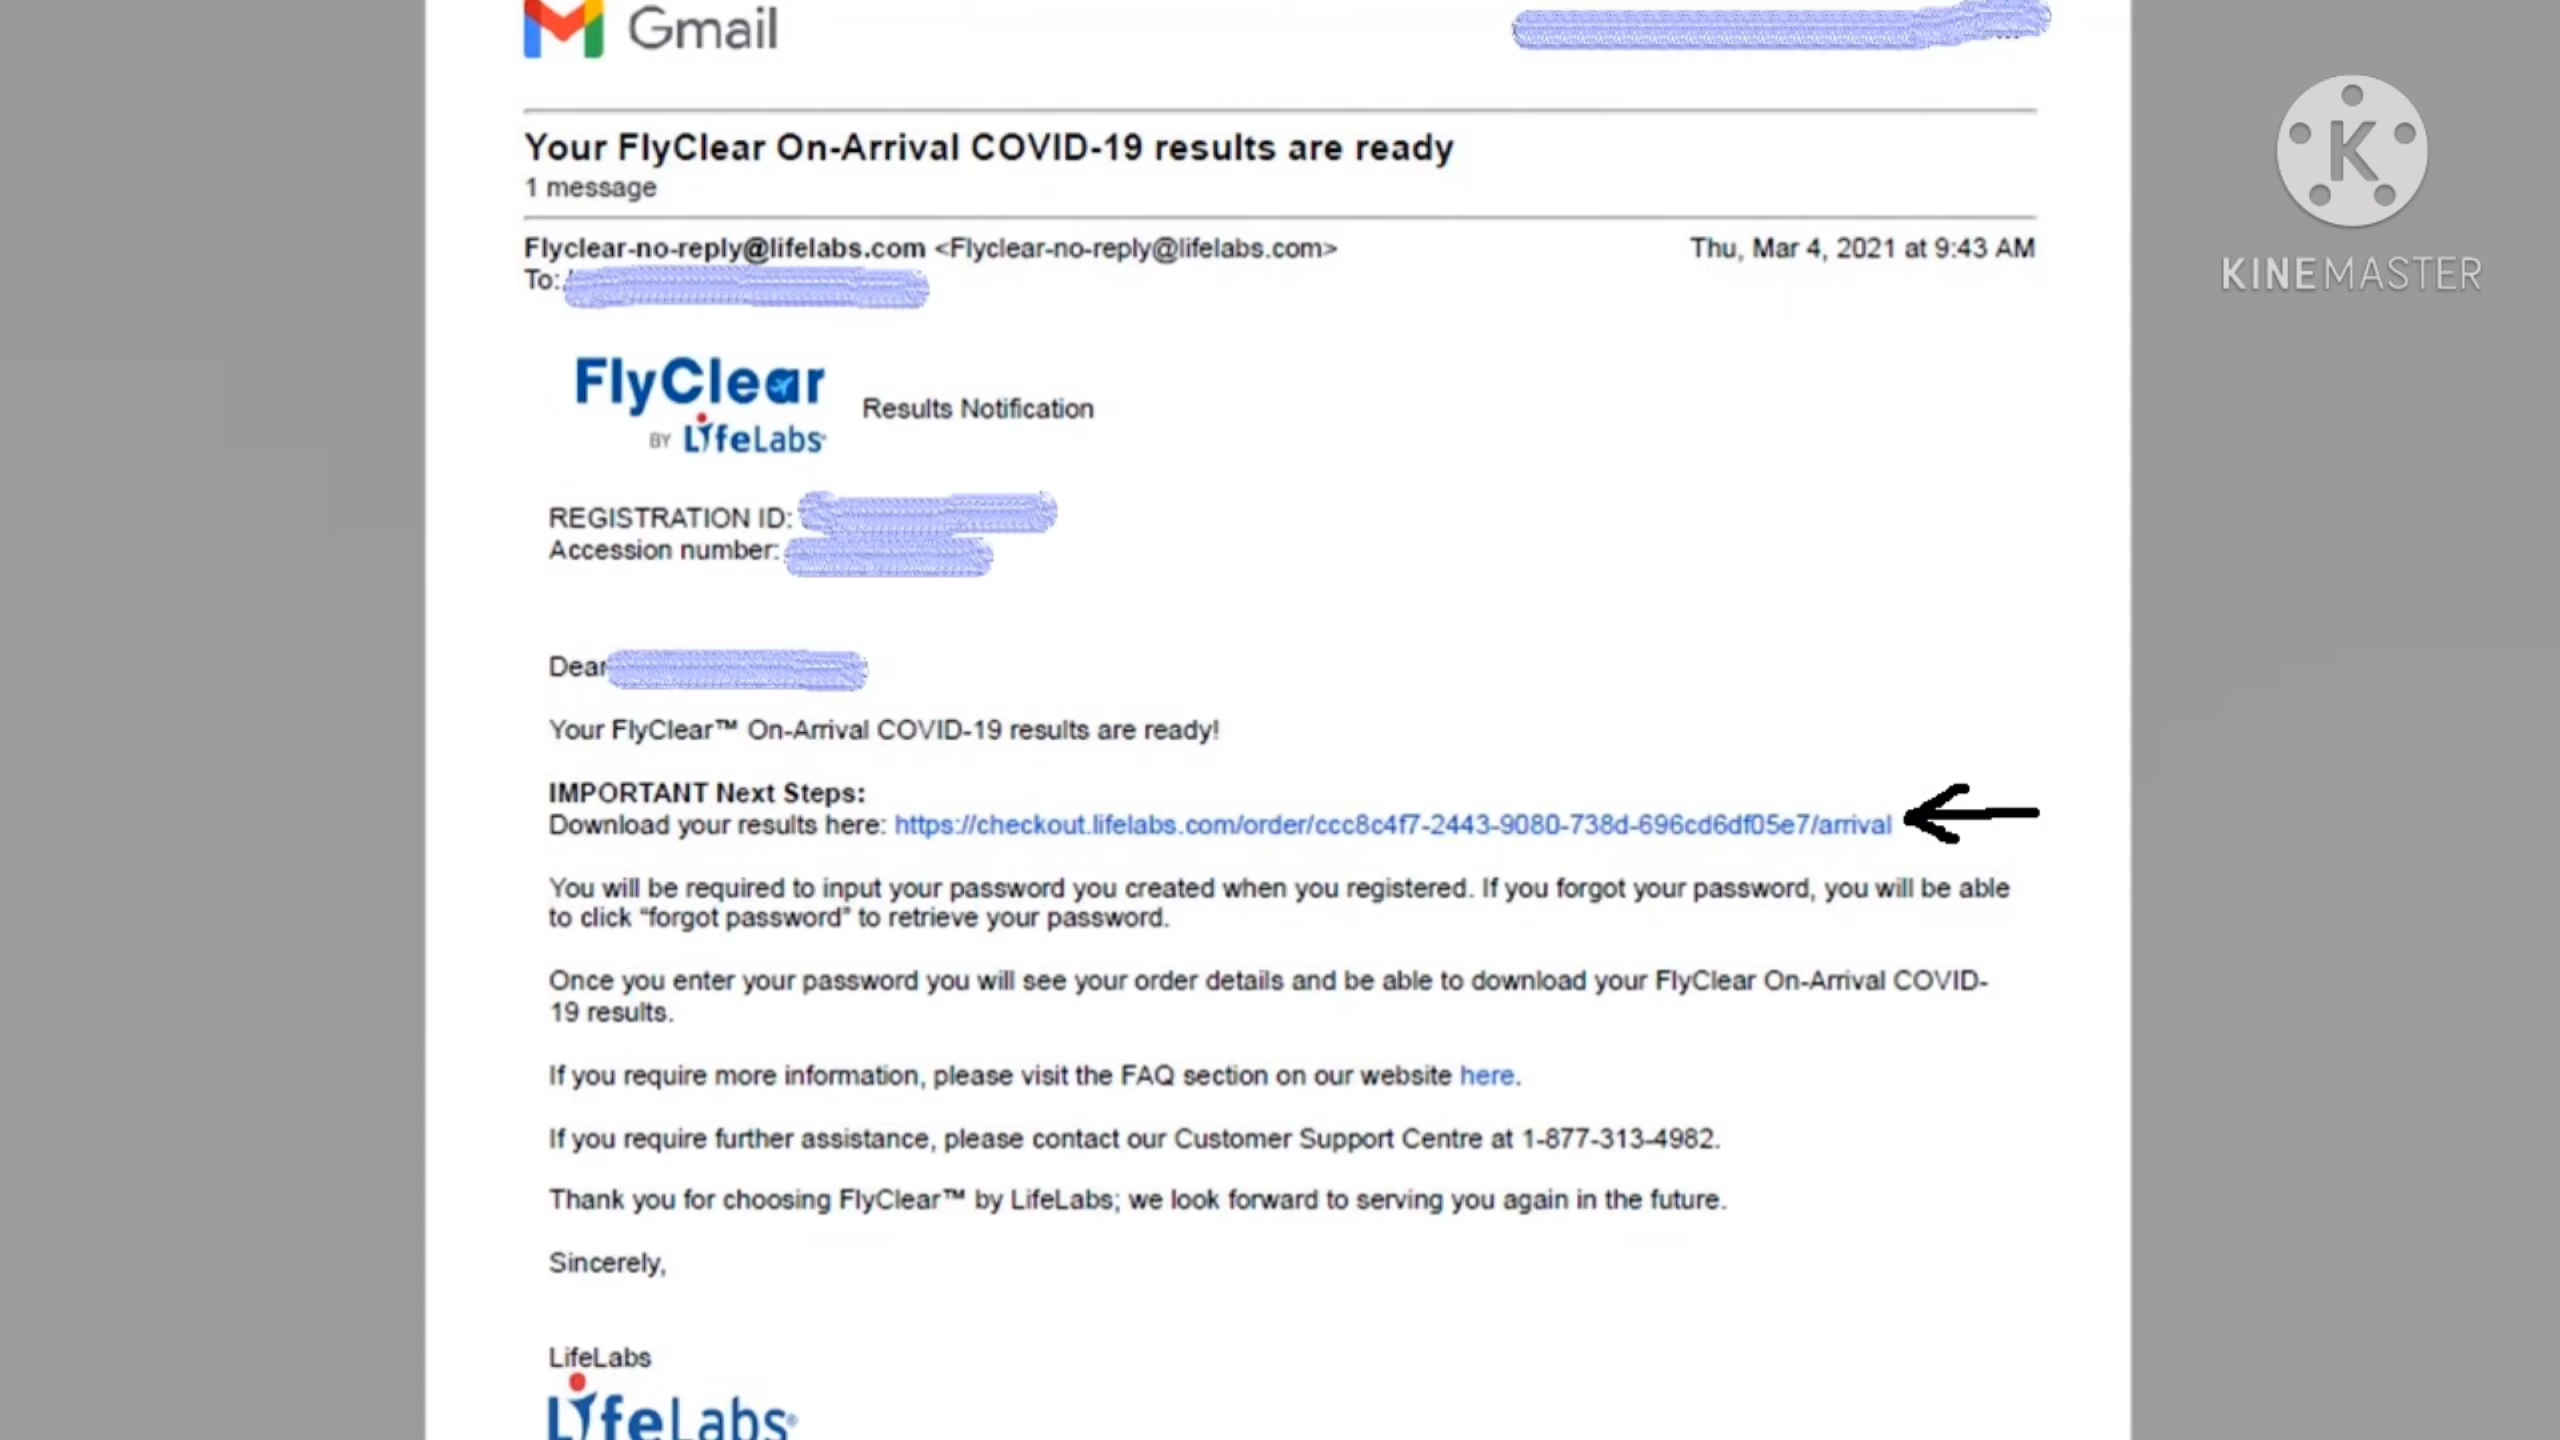 Gmail
Your FlyClear On-Arrival COVID-19 results are ready
1 message
Flyclear-no-reply@lifelabs.com <Flyclear-no-reply@lifelabs.com> Thu, Mar 4, 2021 at 9:43 AM
To:
K
KINEMASTER
FlyClear
BY LifeLabs
Results Notification
REGISTRATION ID:
Accession number:
Dear
Your FlyClear™ On-Arrival COVID-19 results are ready!
IMPORTANT Next Steps:
Download your results here: https://checkout.lifelabs.com/order/ccc8c4f7-2443-9080-738d-696cd6df05e7/arrival
You will be required to input your password you created when you registered. If you forgot your password, you will be able
to click “forgot password” to retrieve your password.
Once you enter your password you will see your order details and be able to download your FlyClear On-Arrival COVID-
19 results.
If you require more information, please visit the FAQ section on our website here.
If you require further assistance, please contact our Customer Support Centre at 1-877-313-4982.
Thank you for choosing FlyClear™ by LifeLabs; we look forward to serving you again in the future.
Sincerely,
LifeLabs
LifeLabs